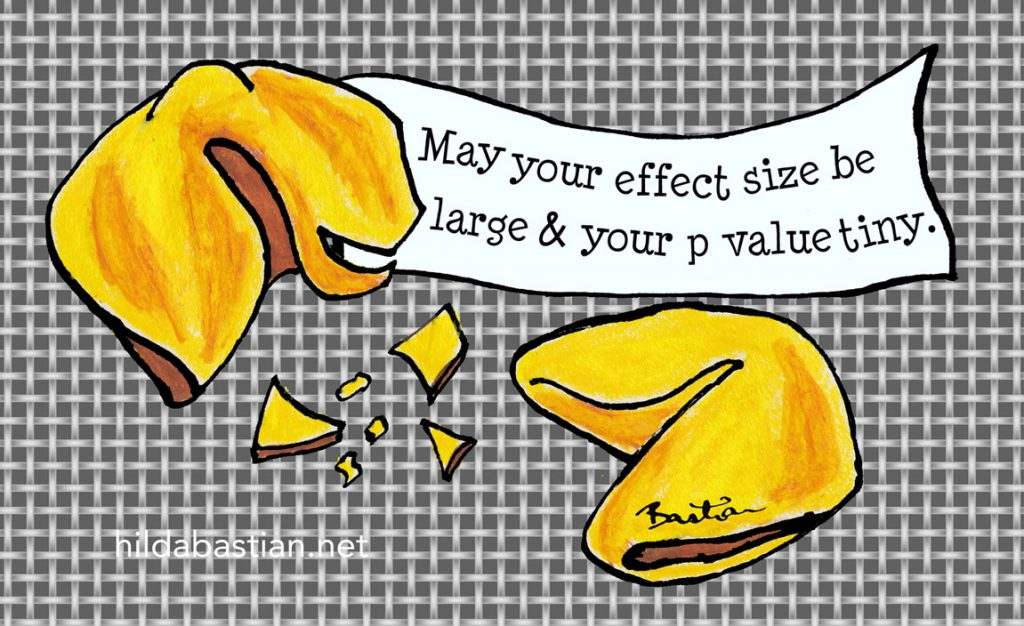 May your effect size be
large & your p value tiny.
Bastian
hildabastian.net